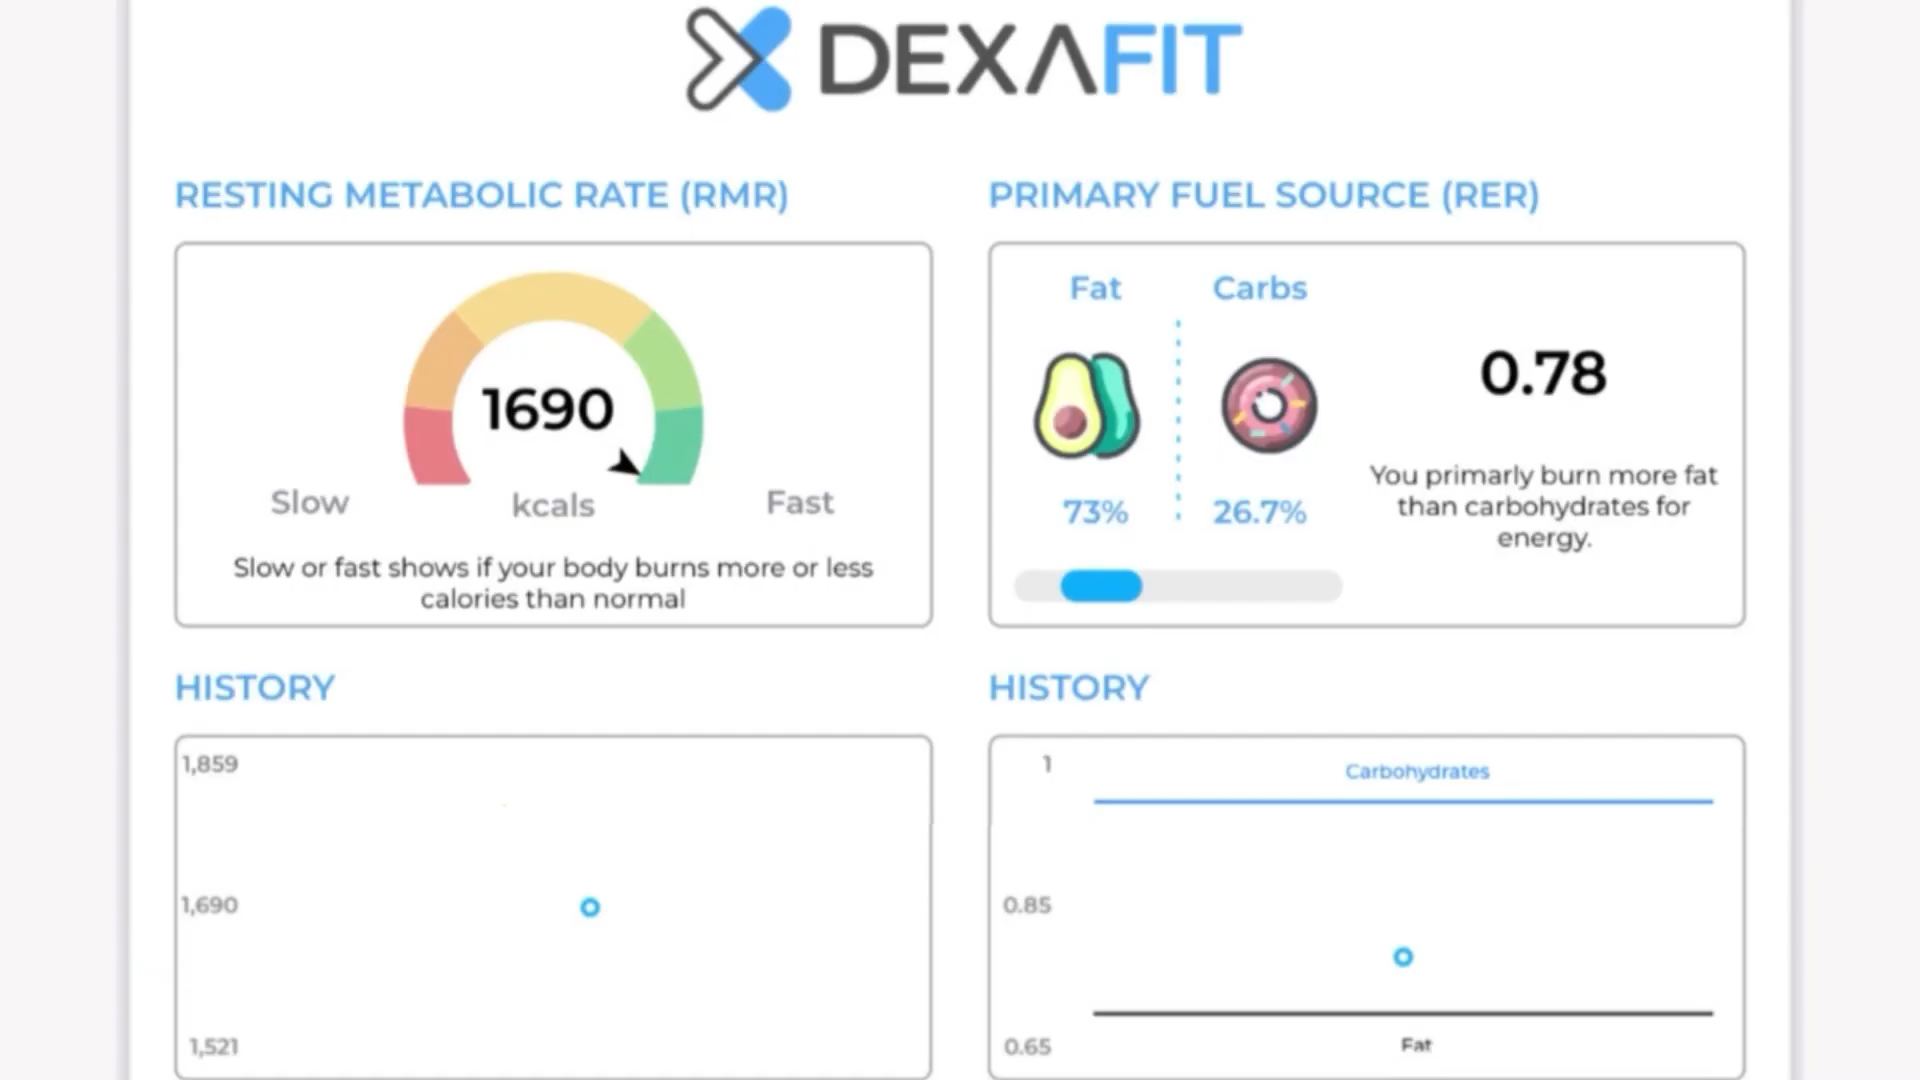 DEXAFIT
RESTING METABOLIC RATE (RMR)
PRIMARY FUEL SOURCE (RER)
1690
Slow
kcals
Fast
Slow or fast shows if your body burns more or less
calories than normal
Fat
Carbs
73%
26.7%
0.78
You primarly burn more fat
than carbohydrates for
energy.
HISTORY
HISTORY
1,859
1,690
1,521
1
0.85
0.65
Carbohydrates
Fat